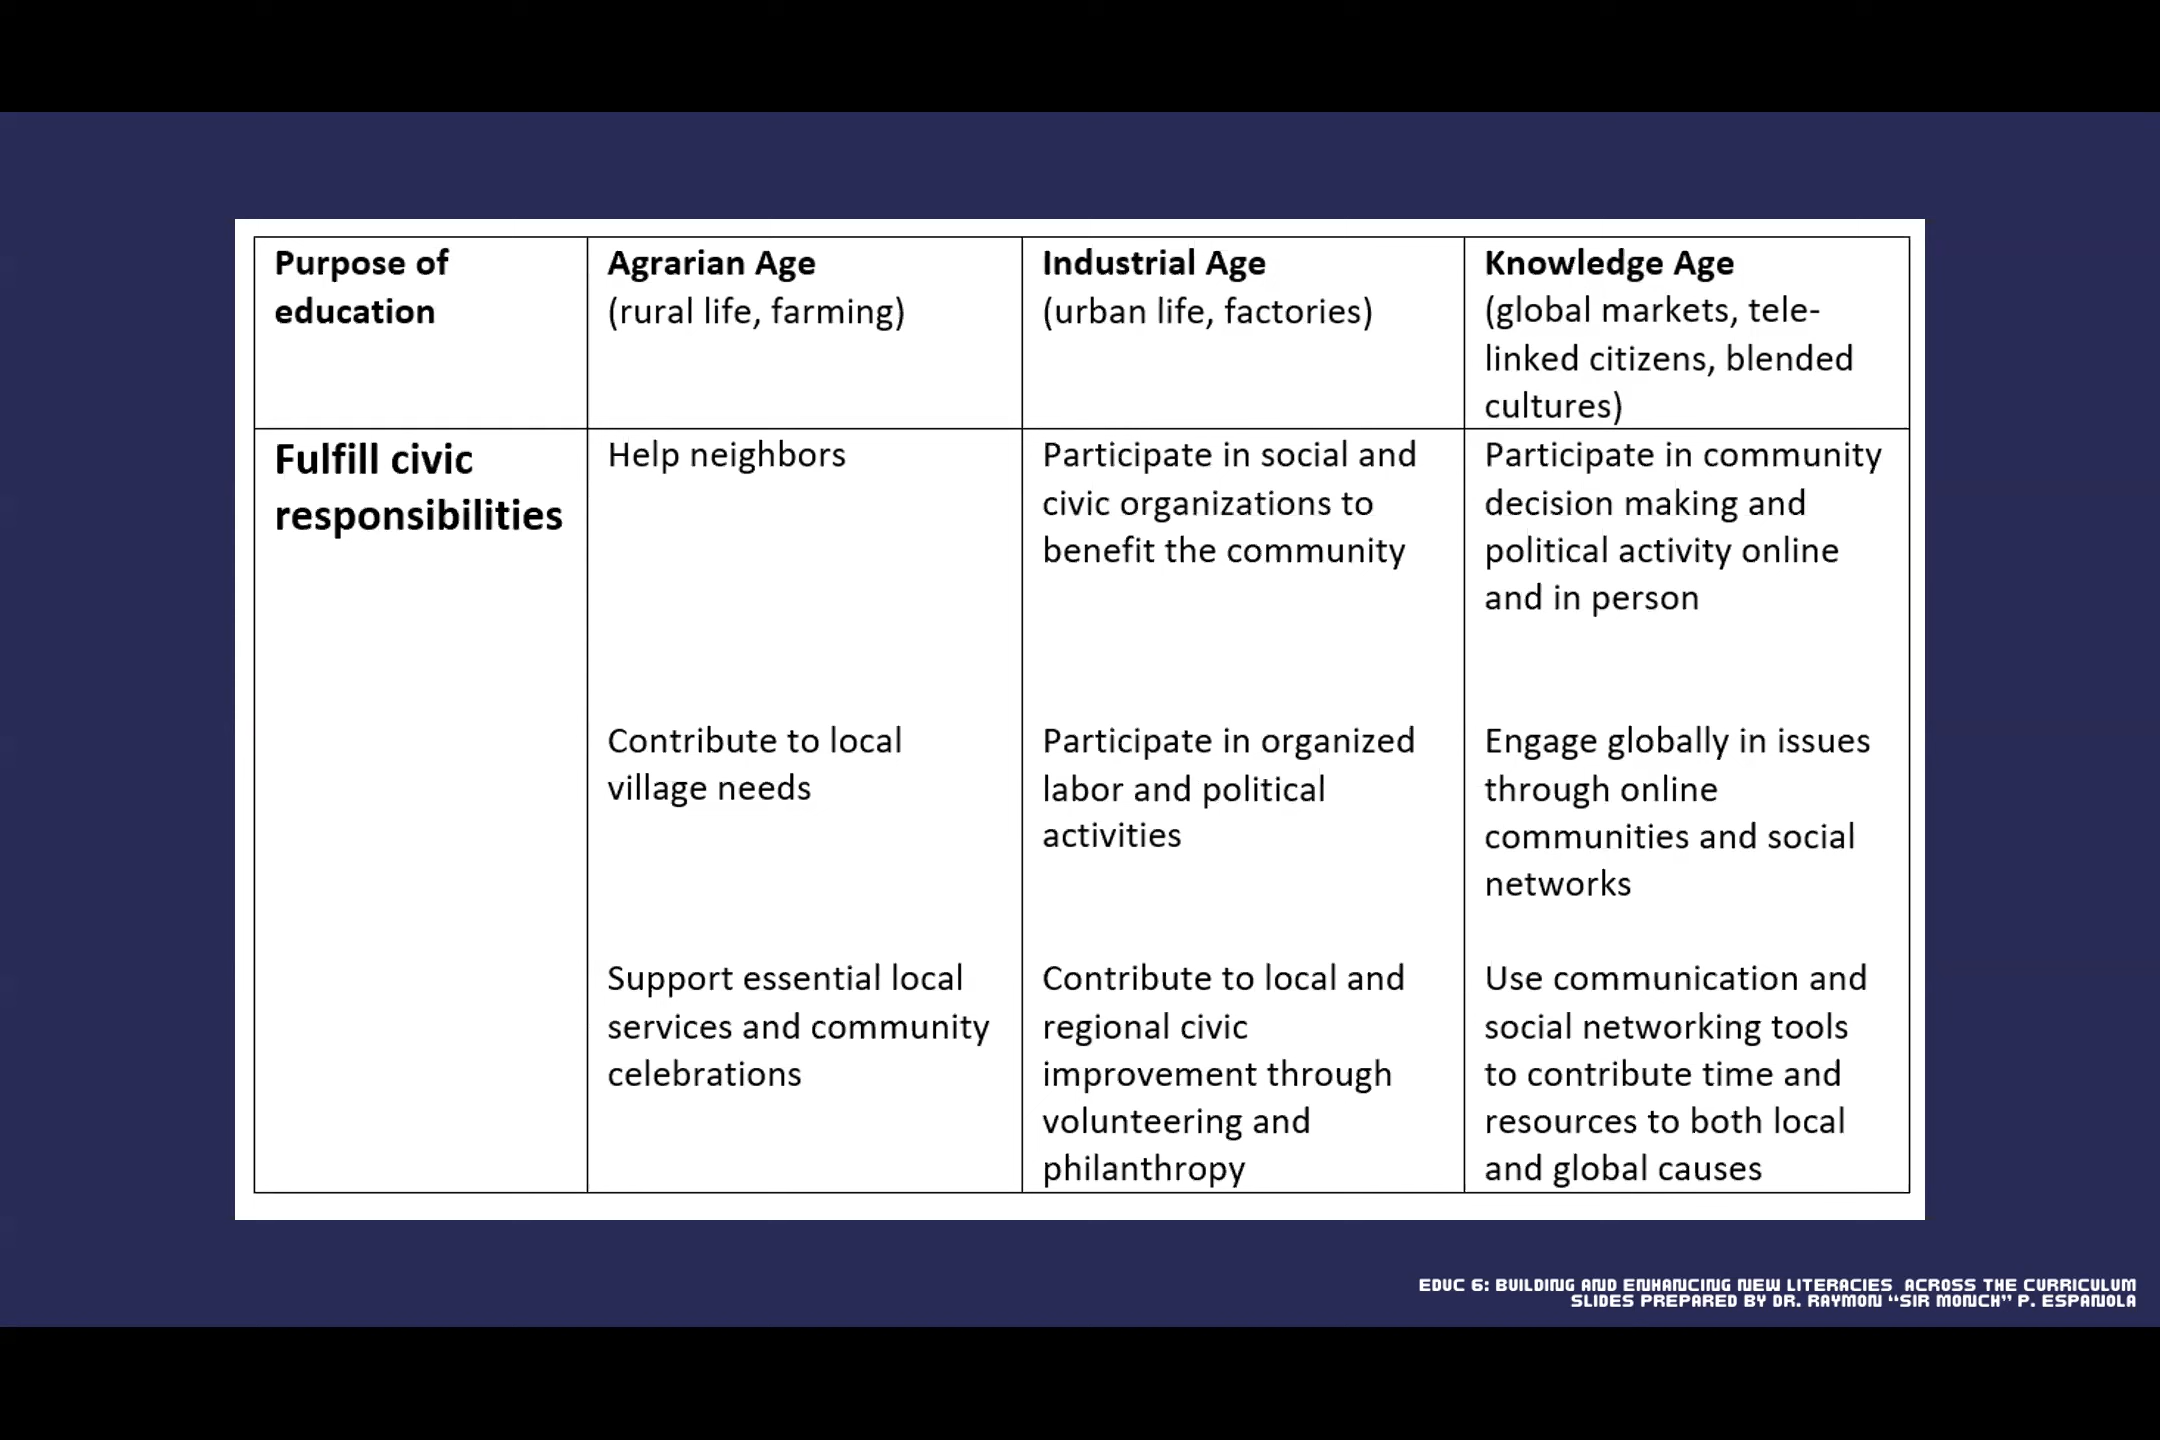 Purpose of
education
Agrarian Age
(rural life, farming)
Industrial Age
(urban life, factories)
Knowledge Age
(global markets, tele-
linked citizens, blended
cultures)
Fulfill civic
responsibilities
Help neighbors
Participate in social and
civic organizations to
benefit the community
Participate in community
decision making and
political activity online
and in person
Contribute to local
village needs
Participate in organized
labor and political
activities
Engage globally in issues
through online
communities and social
networks
Support essential local
services and community
celebrations
Contribute to local and
regional civic
improvement through
volunteering and
philanthropy
Use communication and
social networking tools
to contribute time and
resources to both local
and global causes
EDUC 6: BUILDING AND ENHANCING NEW LITERACIES ACROSS THE CURRICULUM
SLIDES PREPARED BY DR. RAYMON “SIR MONCH” P. ESPANOLA